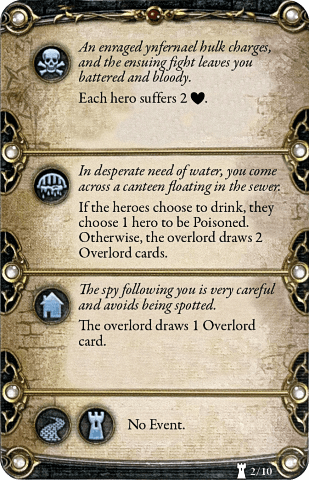 An enraged ynfernael hulk charges,
and the ensuing fight leaves you
battered and bloody.
Each hero suffers 2 ♥.
In desperate need of water, you come
across a canteen floating in the sewer.
If the heroes choose to drink, they
choose 1 hero to be Poisoned.
Otherwise, the overlord draws 2
Overlord cards.
The spy following you is very careful
and avoids being spotted.
The overlord draws 1 Overlord
card.
No Event.
2/10